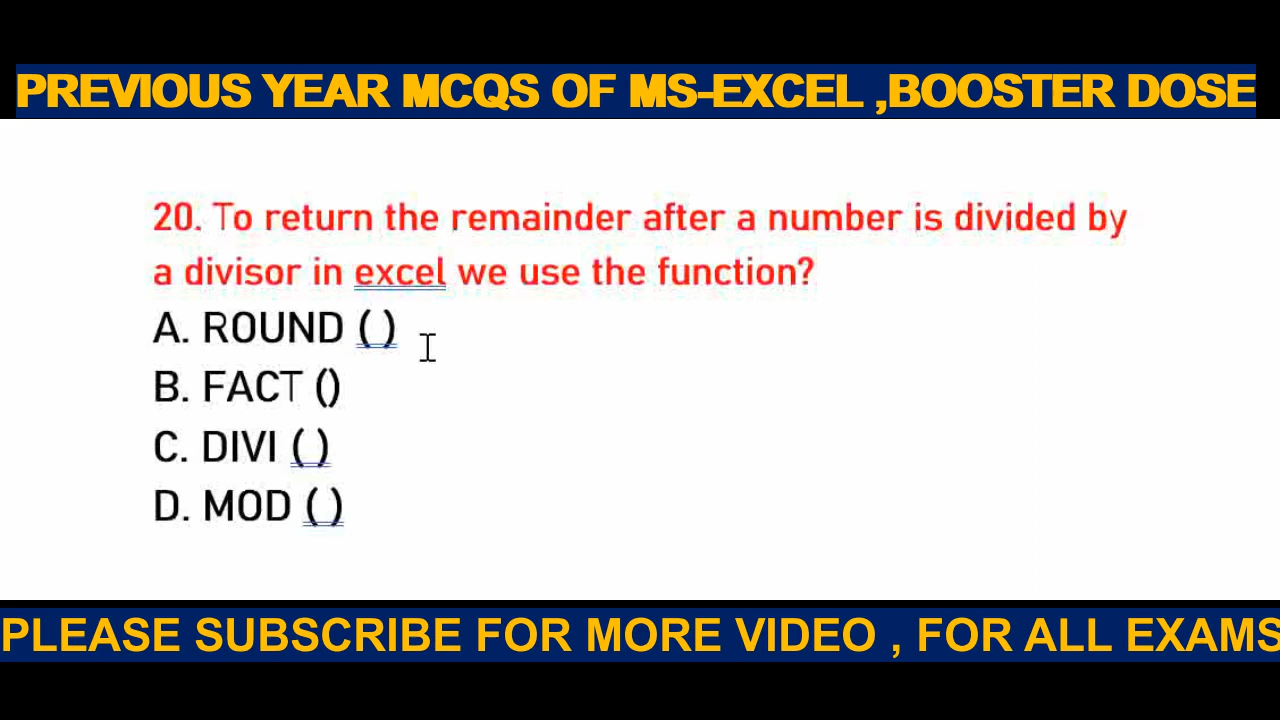 PREVIOUS YEAR MCQS OF MS-EXCEL ,BOOSTER DOSE
20. To return the remainder after a number is divided by
a divisor in excel we use the function?
A. ROUND ( )
B. FACT ()
C. DIVI ( )
D. MOD ( )
PLEASE SUBSCRIBE FOR MORE VIDEO , FOR ALL EXAMS